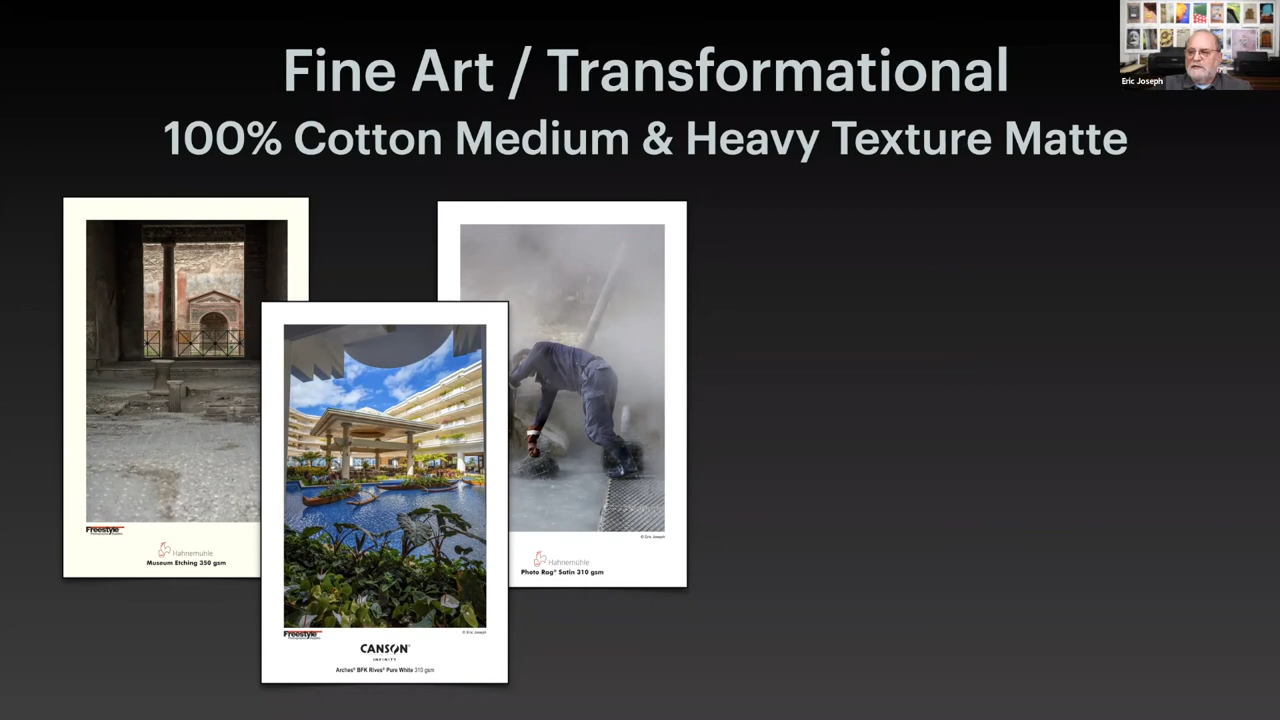 Fine Art / Transformational
100% Cotton Medium & Heavy Texture Matte
Eric Joseph
Freestyle
Hahnemühle
Museum Etching 350 gsm
Freestyle
© Eric Joseph
CANSON®
INFINITY
Arches® BFK Rives® Pure White 310 gsm
© Eric Joseph
Hahnemühle
Photo Rag® Satin 310 gsm